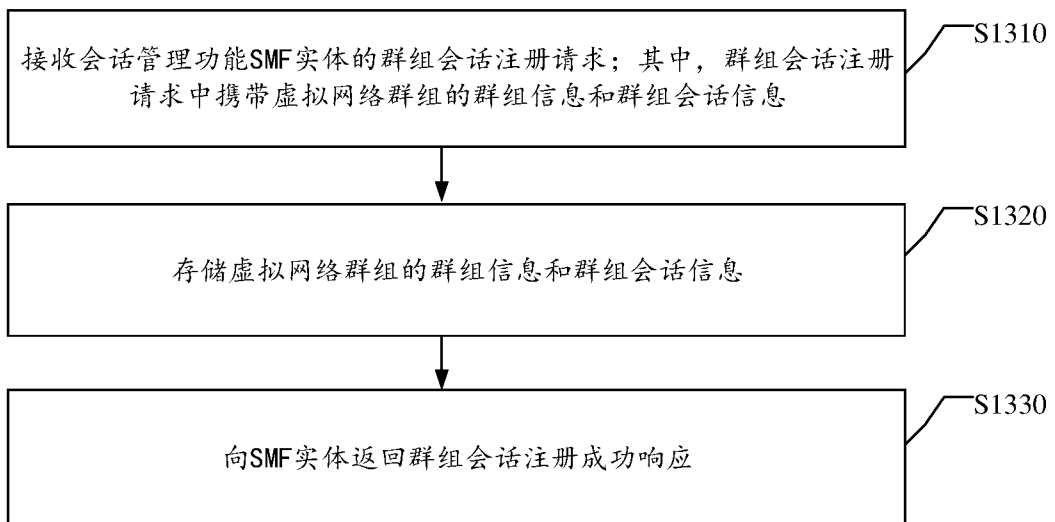 S1310
接收会话管理功能SMF实体的群组会话注册请求；其中，群组会话注册
请求中携带虚拟网络群组的群组信息和群组会话信息
S1320
存储虚拟网络群组的群组信息和群组会话信息
S1330
向SMF实体返回群组会话注册成功响应